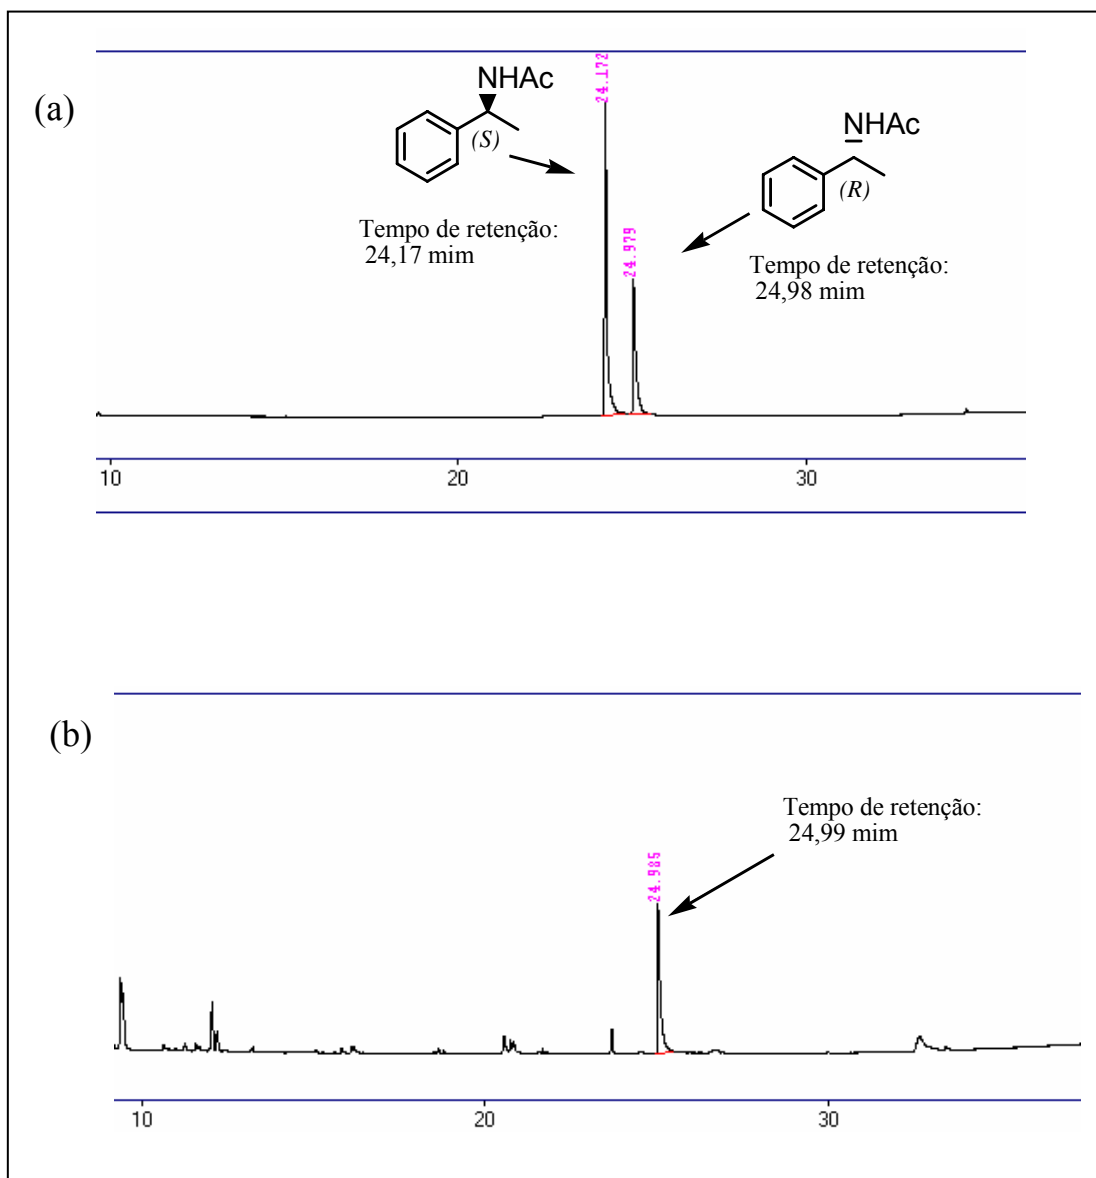 (a)
NHAc
(S)
24.172
Tempo de retenção:
24,17 mim
24.979
NHAc
(R)
Tempo de retenção:
24,98 mim
10
20
30
(b)
24.985
Tempo de retenção:
24,99 mim
10
20
30